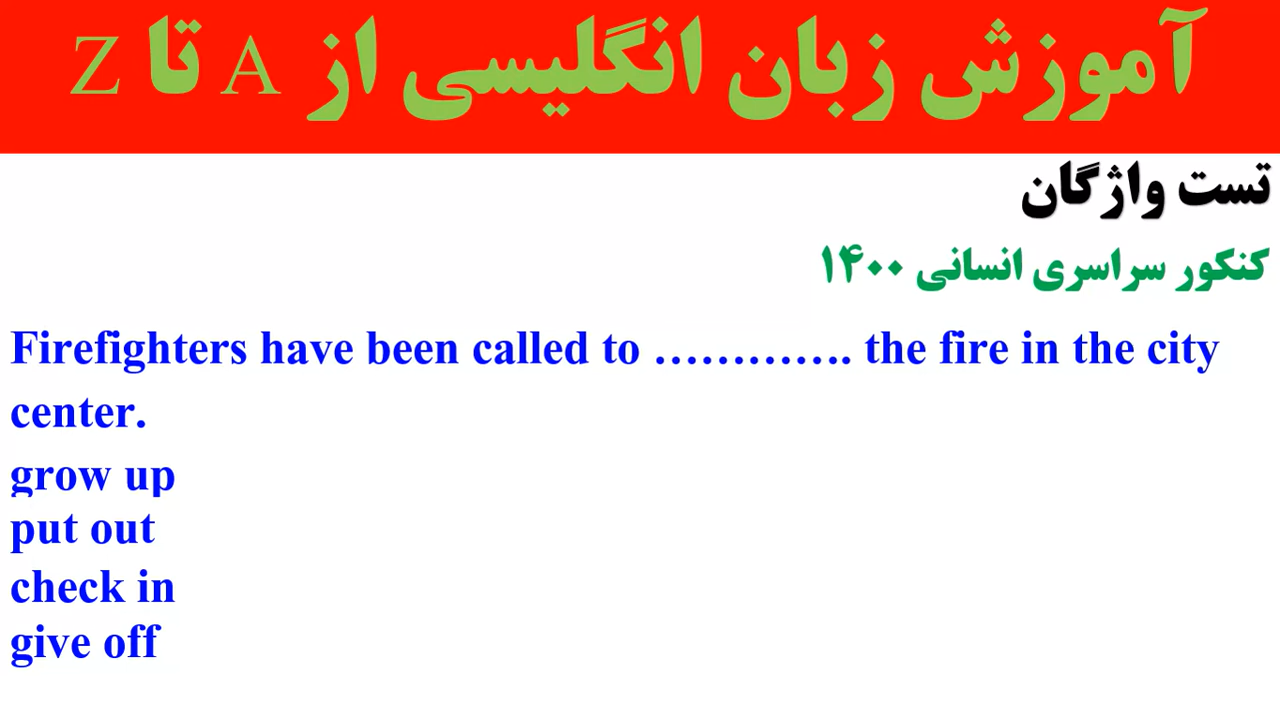 آموزش زبان انگلیسی از A تا Z
تست واژگان
کنکور سراسری انسانی ۱۴۰۰
Firefighters have been called to …………. the fire in the city
center.
grow up
put out
check in
give off